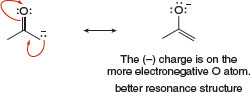 :O:
:O:
−
The (−) charge is on the
more electronegative O atom.
better resonance structure